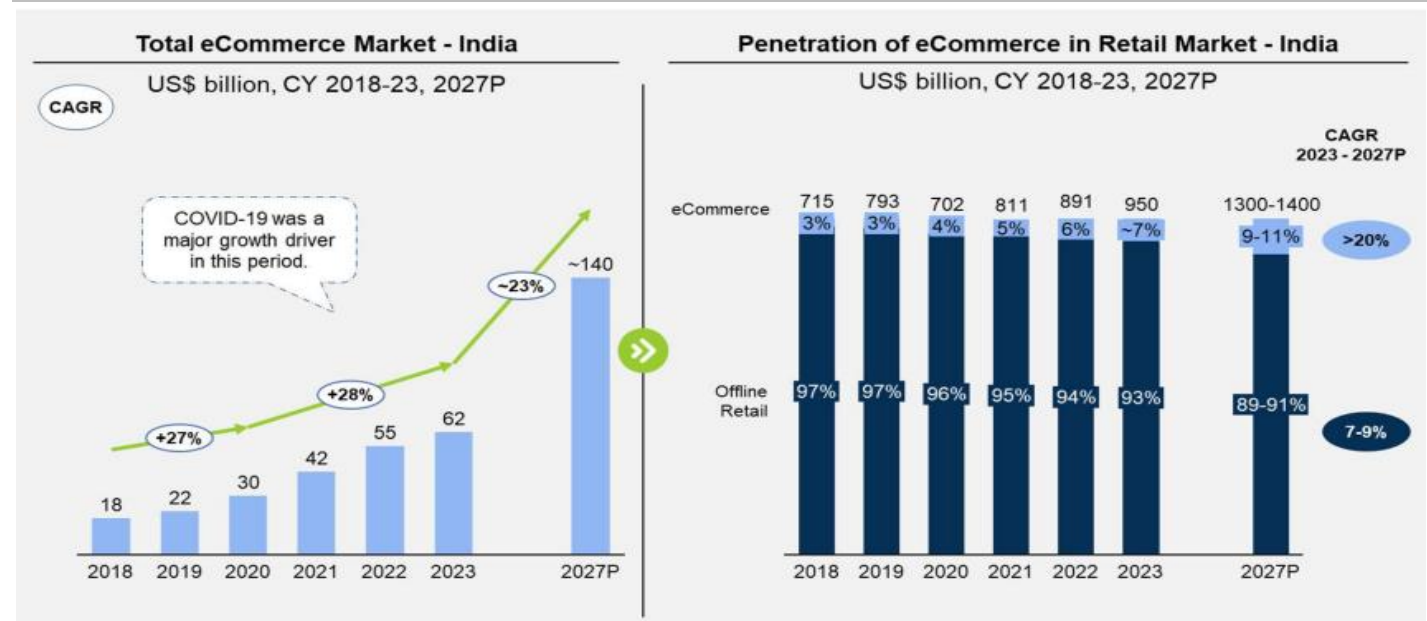 Total eCommerce Market - India
US$ billion, CY 2018-23, 2027P
CAGR
COVID-19 was a
major growth driver
in this period.
+27%
+28%
~23%
18
22
30
42
55
62
~140
2018 2019 2020 2021 2022 2023 2027P
Penetration of eCommerce in Retail Market - India
US$ billion, CY 2018-23, 2027P
CAGR
2023 - 2027P
eCommerce
715 793 702 811 891 950 1300-1400
3% 3% 4% 5% 6% ~7% 9-11% >20%
Offline
Retail
97% 97% 96% 95% 94% 93% 89-91%
7-9%
2018 2019 2020 2021 2022 2023 2027P